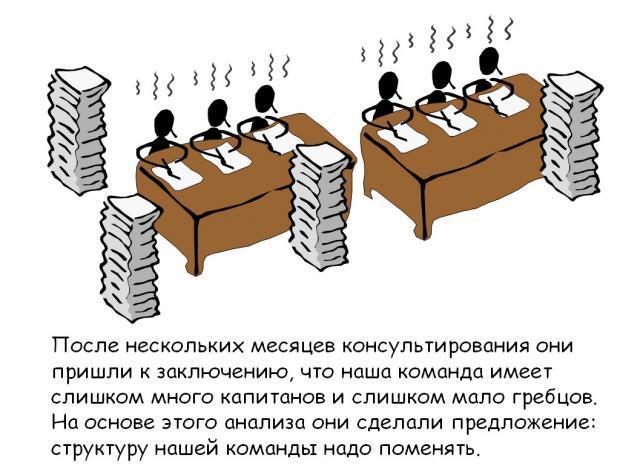 После нескольких месяцев консультирования они
пришли к заключению, что наша команда имеет
слишком много капитанов и слишком мало гребцов.
На основе этого анализа они сделали предложение:
структуру нашей команды надо поменять.